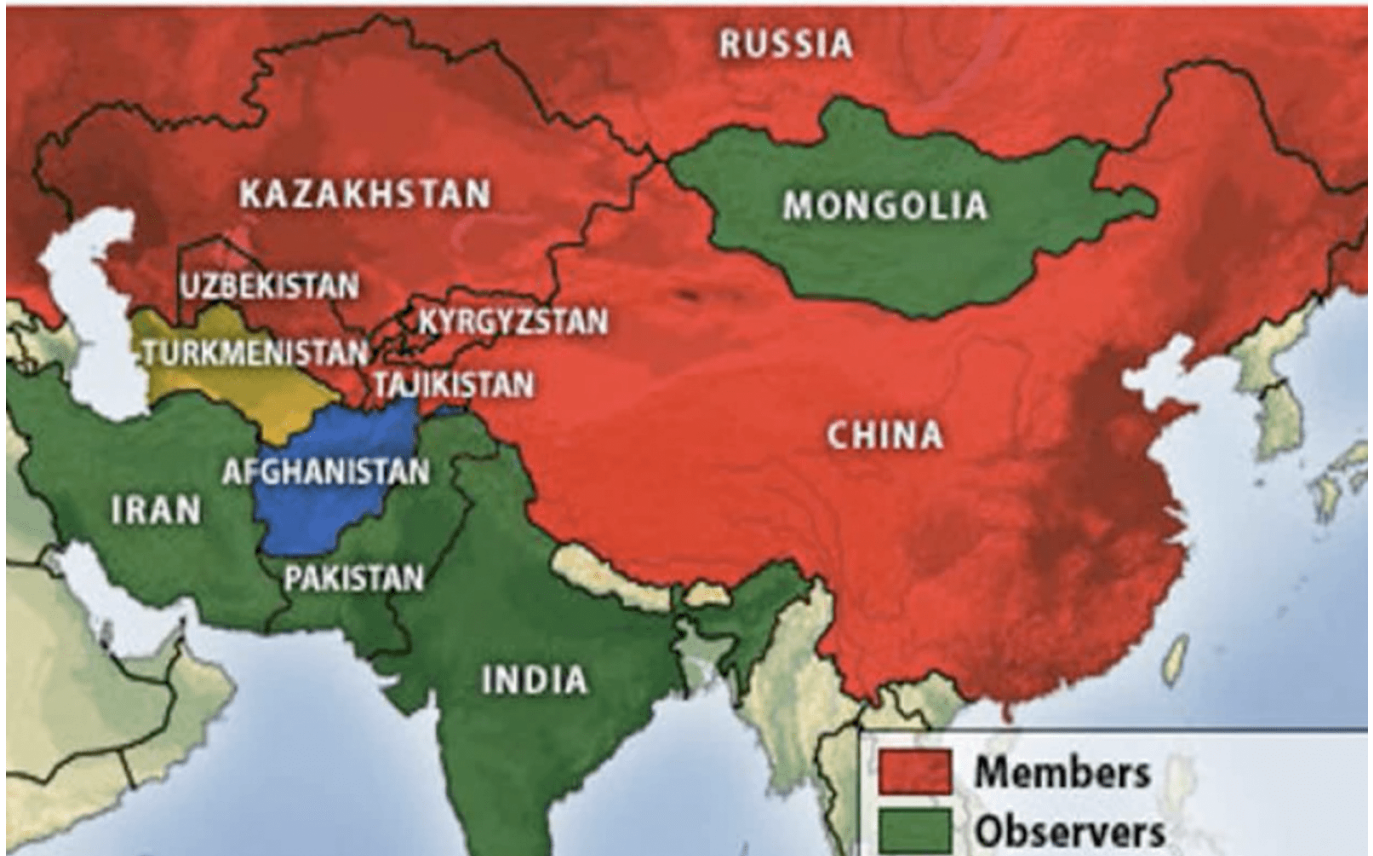 RUSSIA
KAZAKHSTAN
MONGOLIA
UZBEKISTAN
KYRGYZSTAN
TURKMENISTAN
TAJIKISTAN
CHINA
AFGHANISTAN
IRAN
PAKISTAN
INDIA
Members
Observers